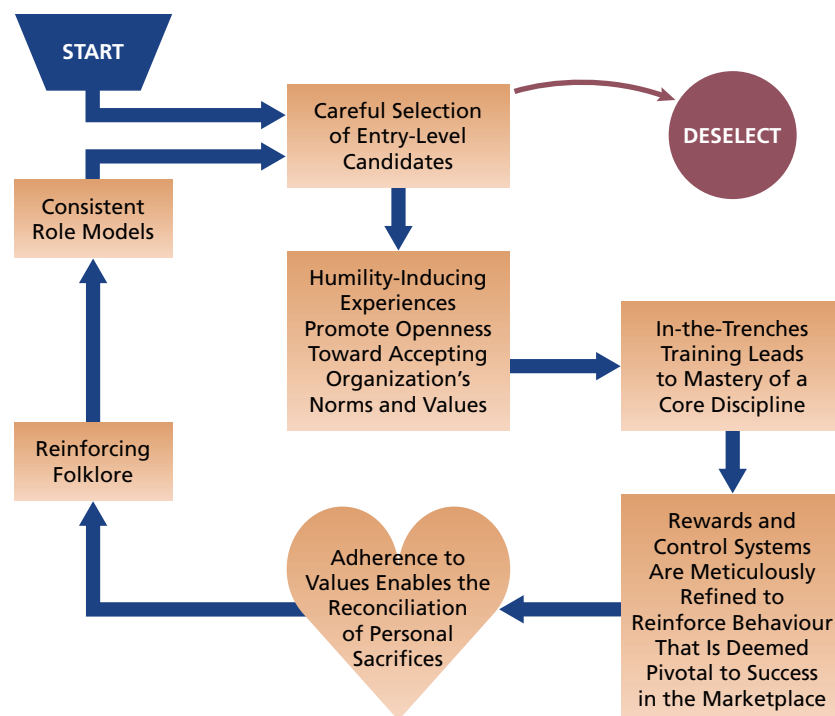 START
Careful Selection
of Entry-Level
Candidates
DESELECT
Consistent
Role Models
Humility-Inducing
Experiences
Promote Openness
Toward Accepting
Organization's
Norms and Values
In-the-Trenches
Training Leads
to Mastery of a
Core Discipline
Reinforcing
Folklore
Adherence to
Values Enables the
Reconciliation
of Personal
Sacrifices
Rewards and
Control Systems
Are Meticulously
Refined to
Reinforce Behaviour
That Is Deemed
Pivotal to Success
in the Marketplace